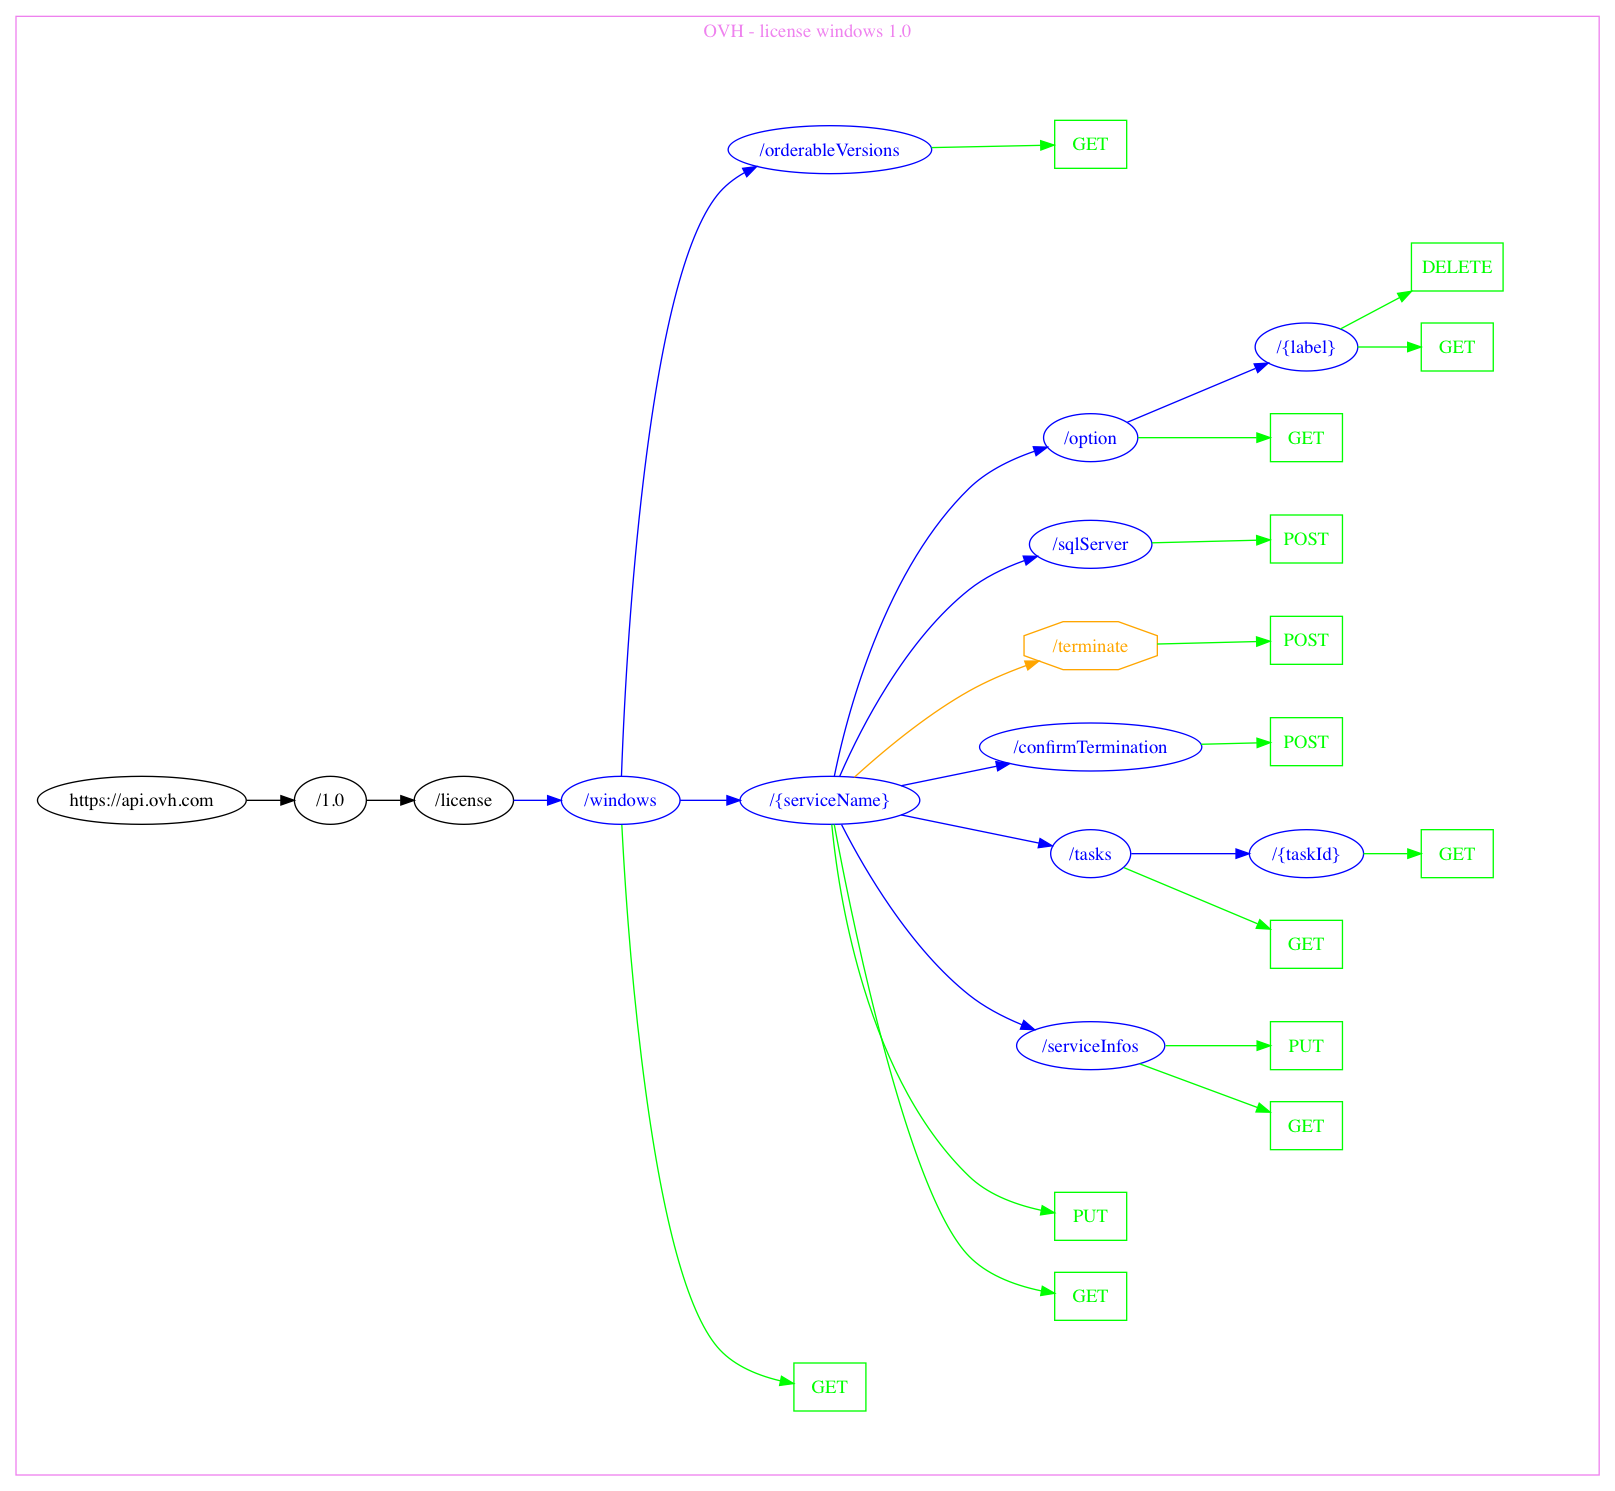 OVH - license windows 1.0
/orderableVersions
GET
DELETE
/{label}
GET
/option
GET
/sqlServer
POST
/terminate
POST
/confirmTermination
POST
https://api.ovh.com
/1.0
/license
/windows
/{serviceName}
/tasks
/{taskId}
GET
GET
/serviceInfos
PUT
GET
PUT
GET
GET